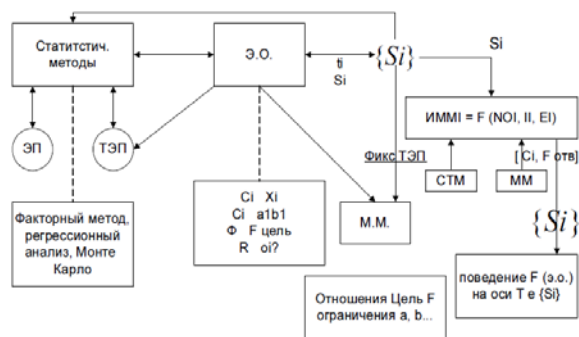 Статитстич.
методы
Э.О.
ti
Si
{Si}
Si
ИММI = F (NOI, II, EI)
ЭП
ТЭП
Фикс ТЭП
[ Ci, F отв]
СТМ
ММ
Факторный метод,
регрессионный
анализ, Монте
Карло
Ci Xi
Ci a1b1
Ф F цель
R oi?
М.М.
{Si}
Отношения Цель F
ограничения a, b...
поведение F (э.о.)
на оси T e {Si}